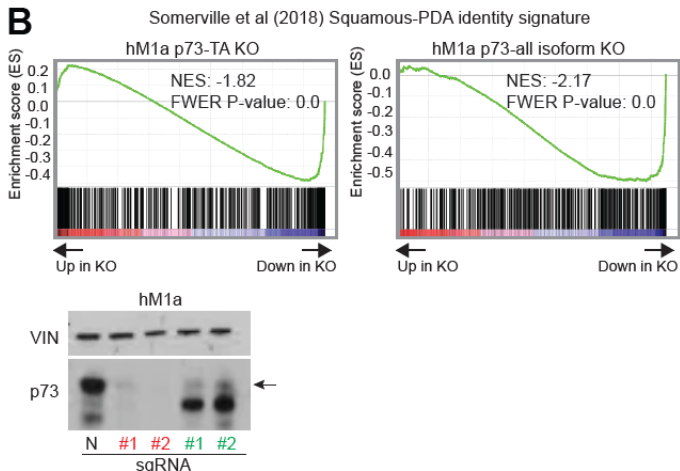 B
Somerville et al (2018) Squamous-PDA identity signature
hM1a p73-TA KO
hM1a p73-all isoform KO
Enrichment score (ES)
0.2
0.1
0.0
-0.1
-0.2
-0.3
-0.4
NES: -1.82
FWER P-value: 0.0
Up in KO
Down in KO
Enrichment score (ES)
0.0
-0.1
-0.2
-0.3
-0.4
-0.5
NES: -2.17
FWER P-value: 0.0
Up in KO
Down in KO
hM1a
VIN
p73
N #1 #2 #1 #2
sgRNA